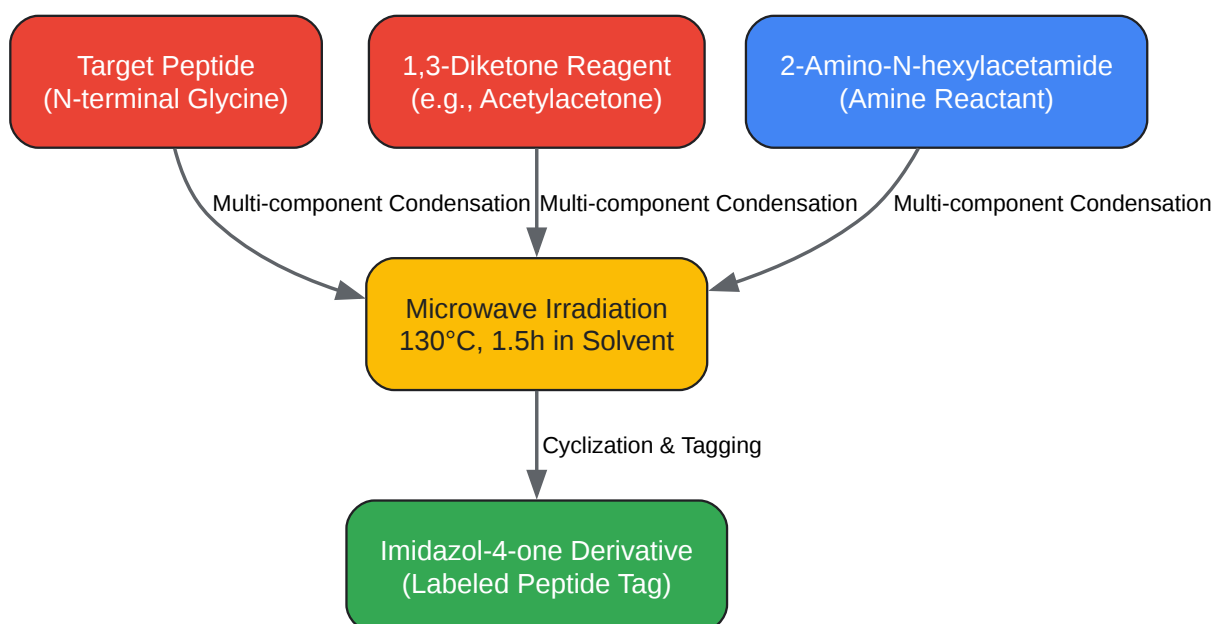 Target Peptide
(N-terminal Glycine)
1,3-Diketone Reagent
(e.g., Acetylacetone)
2-Amino-N-hexylacetamide
(Amine Reactant)
Multi-component Condensation
Multi-component Condensation
Multi-component Condensation
Microwave Irradiation
130°C, 1.5h in Solvent
Cyclization & Tagging
Imidazol-4-one Derivative
(Labeled Peptide Tag)